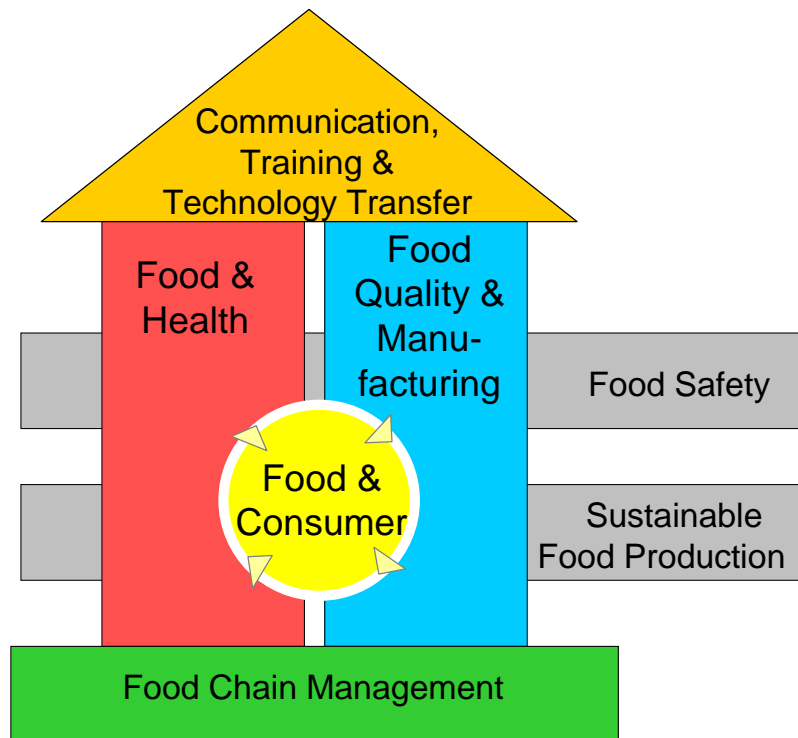 Communication,
Training &
Technology Transfer
Food &
Health
Food
Quality &
Manu-
facturing
Food Safety
Food &
Consumer
Sustainable
Food Production
Food Chain Management